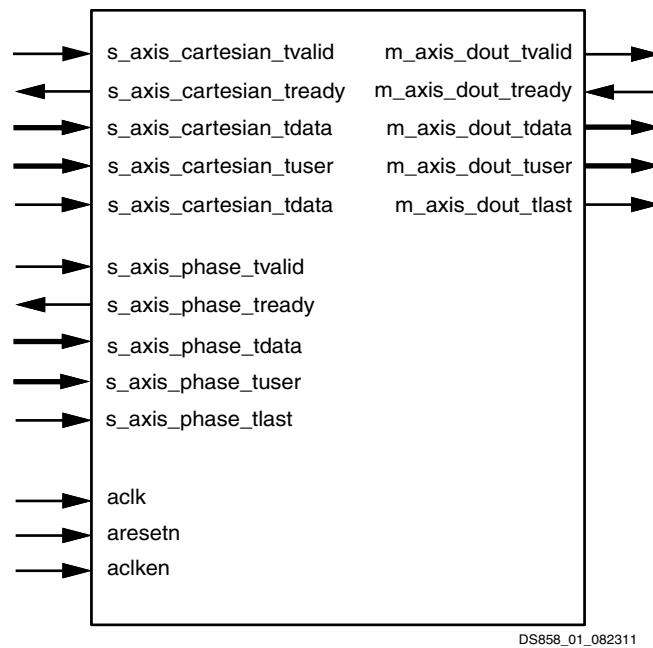 s_axis_cartesian_tvalid m_axis_dout_tvalid
s_axis_cartesian_tready m_axis_dout_tready
s_axis_cartesian_tdata m_axis_dout_tdata
s_axis_cartesian_tuser m_axis_dout_tuser
s_axis_cartesian_tdata m_axis_dout_tlast
s_axis_phase_tvalid
s_axis_phase_tready
s_axis_phase_tdata
s_axis_phase_tuser
s_axis_phase_tlast
aclk
aresetn
aclken
DS858_01_082311